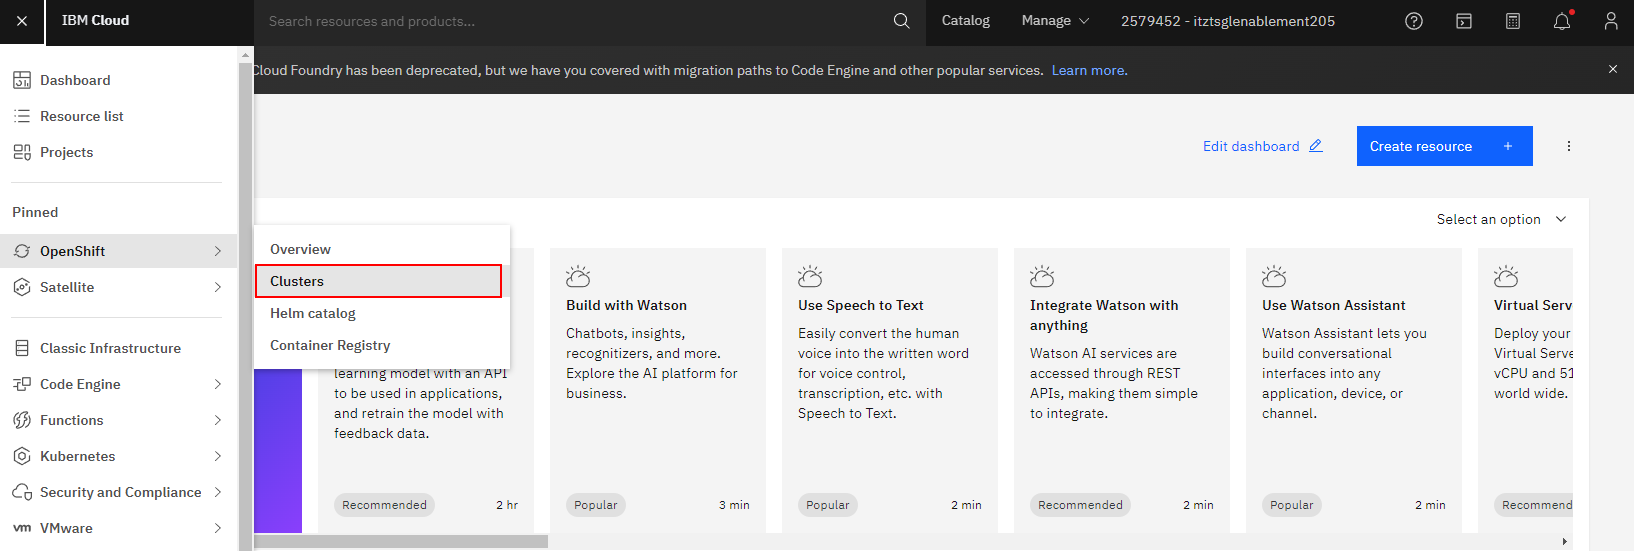 IBM Cloud
Search resources and products...
Catalog
Manage
2579452 - itztsglenablement205
Cloud Foundry has been deprecated, but we have you covered with migration paths to Code Engine and other popular services. Learn more.
Dashboard
Resource list
Projects
Pinned
OpenShift
Satellite
Classic Infrastructure
Code Engine
Functions
Kubernetes
Security and Compliance
vm VMware
Overview
Clusters
Helm catalog
Container Registry
Edit dashboard
Create resource +
Select an option
learning model with an API
to be used in applications,
and retrain the model with
feedback data.
Recommended 2 hr
Build with Watson
Chatbots, insights,
recognitizers, and more.
Explore the AI platform for
business.
Popular 3 min
Use Speech to Text
Easily convert the human
voice into the written word
for voice control,
transcription, etc. with
Speech to Text.
Popular 2 min
Integrate Watson with
anything
Watson AI services are
accessed through REST
APIs, making them simple
to integrate.
Recommended 2 min
Use Watson Assistant
Watson Assistant lets you
build conversational
interfaces into any
application, device, or
channel.
Popular 2 min
Virtual Serv
Deploy your
Virtual Serve
vCPU and 51
world wide.
Recommend